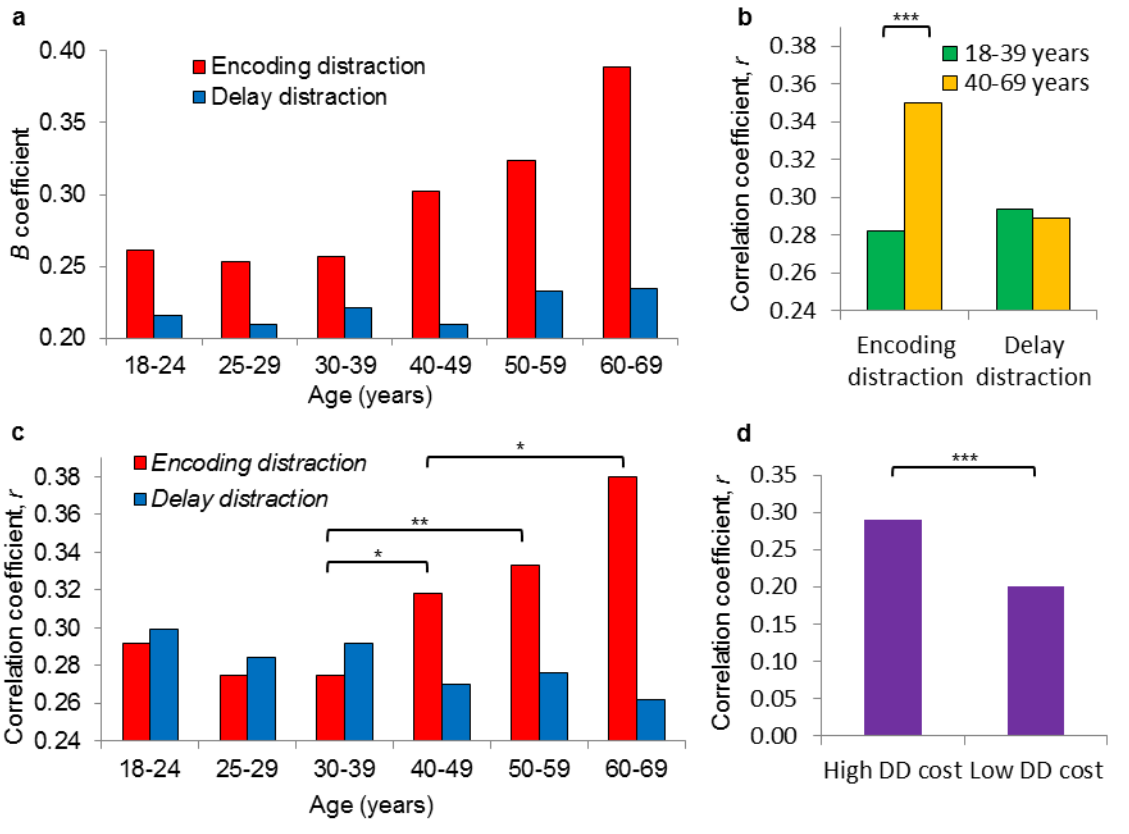 a
0.40
0.35
0.30
0.25
0.20
B coefficient
Encoding distraction
Delay distraction
18-24 25-29 30-39 40-49 50-59 60-69
Age (years)
b
***
0.38
0.36
0.34
0.32
0.30
0.28
0.26
0.24
Correlation coefficient, r
18-39 years
40-69 years
Encoding Delay
distraction distraction
c
Encoding distraction
Delay distraction
0.38
0.36
0.34
0.32
0.30
0.28
0.26
0.24
Correlation coefficient, r
*
**
*
18-24 25-29 30-39 40-49 50-59 60-69
Age (years)
d
***
0.35
0.30
0.25
0.20
0.15
0.10
0.05
0.00
Correlation coefficient, r
High DD cost Low DD cost